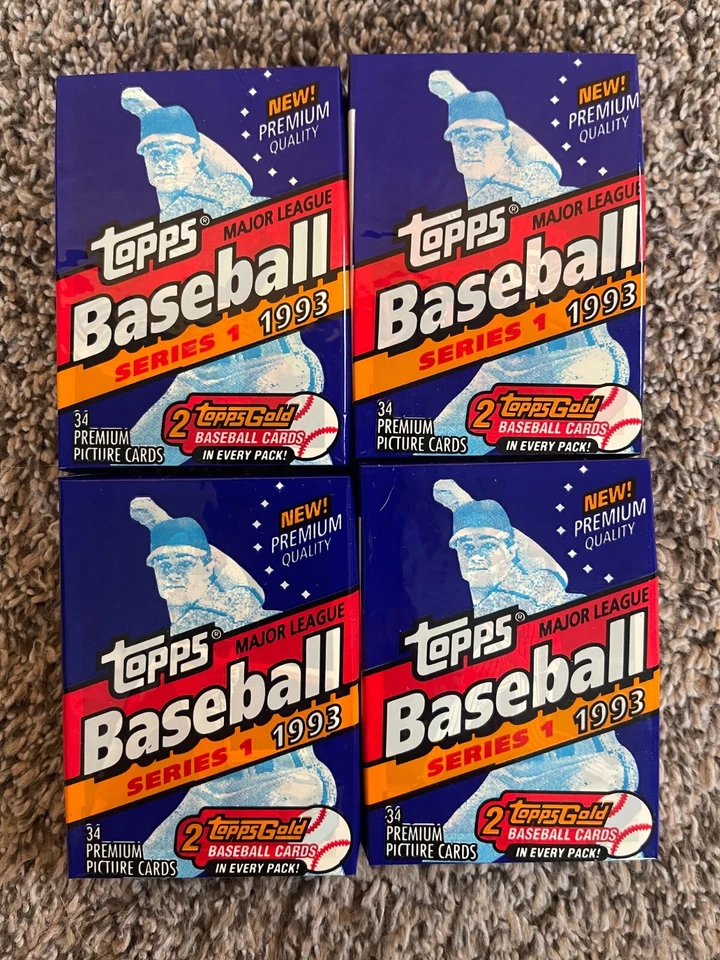 NEW!
PREMIUM
QUALITY
topps®
MAJOR LEAGUE
Baseball
SERIES 1 1993
34
PREMIUM
PICTURE CARDS
2 toppsGold
BASEBALL CARDS
IN EVERY PACK!
NEW!
PREMIUM
QUALITY
topps®
MAJOR LEAGUE
Baseball
SERIES 1 1993
34
PREMIUM
PICTURE CARDS
2 toppsGold
BASEBALL CARDS
IN EVERY PACK!
NEW!
PREMIUM
QUALITY
topps®
MAJOR LEAGUE
Baseball
SERIES 1 1993
34
PREMIUM
PICTURE CARDS
2 toppsGold
BASEBALL CARDS
IN EVERY PACK!
NEW!
PREMIUM
QUALITY
topps®
MAJOR LEAGUE
Baseball
SERIES 1 1993
34
PREMIUM
PICTURE CARDS
2 toppsGold
BASEBALL CARDS
IN EVERY PACK!